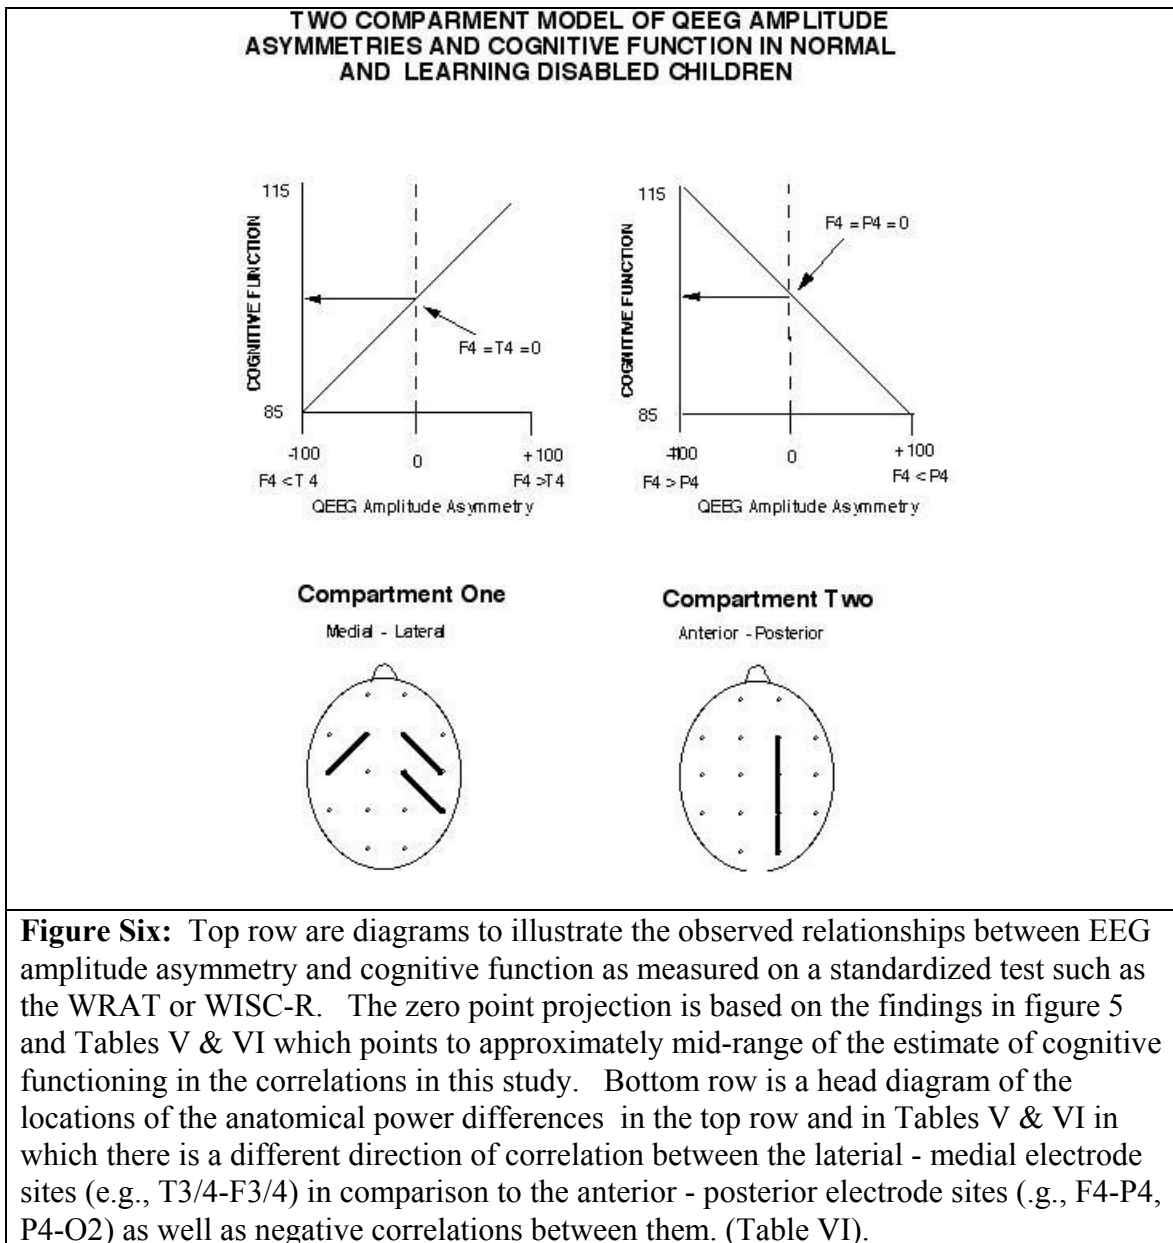 TWO COMPARMENT MODEL OF QEEG AMPLITUDE
ASYMMETRIES AND COGNITIVE FUNCTION IN NORMAL
AND LEARNING DISABLED CHILDREN
115
COGNITIVE FUNCTION
F4 = T4 = 0
85
-100
0
+100
F4 < T4
F4 > T4
QEEG Amplitude Asymmetry
115
COGNITIVE FUNCTION
F4 = P4 = 0
85
0
+100
F4 > P4
F4 < P4
QEEG Amplitude Asymmetry
Compartment One
Medial - Lateral
Compartment Two
Anterior - Posterior
Figure Six: Top row are diagrams to illustrate the observed relationships between EEG
amplitude asymmetry and cognitive function as measured on a standardized test such as
the WRAT or WISC-R. The zero point projection is based on the findings in figure 5
and Tables V & VI which points to approximately mid-range of the estimate of cognitive
functioning in the correlations in this study. Bottom row is a head diagram of the
locations of the anatomical power differences in the top row and in Tables V & VI in
which there is a different direction of correlation between the laterial - medial electrode
sites (e.g., T3/4-F3/4) in comparison to the anterior - posterior electrode sites (.g., F4-P4,
P4-O2) as well as negative correlations between them. (Table VI).